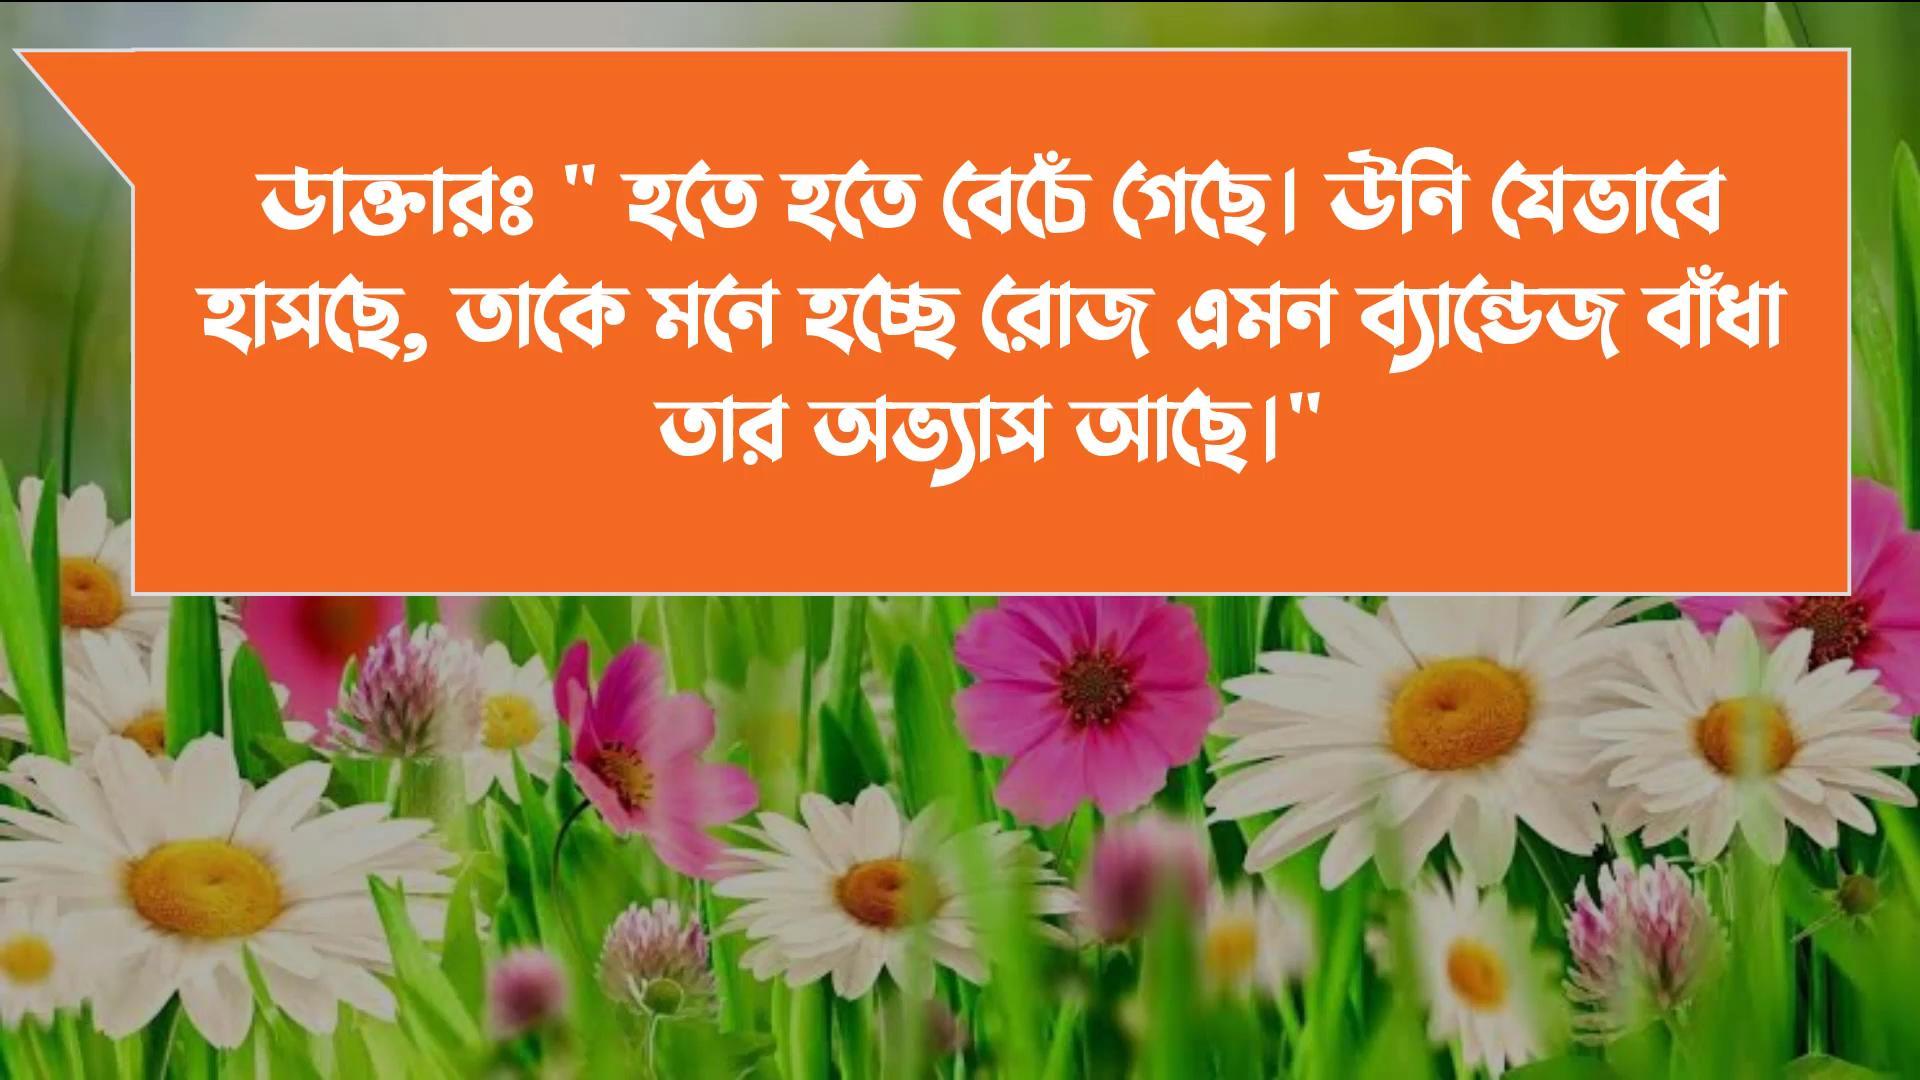 ডাক্তারঃ " হতে হতে বেচেঁ গেছে। উনি যেভাবে
হাসছে, তাকে মনে হচ্ছে রোজ এমন ব্যান্ডেজ বাঁধা
তার অভ্যাস আছে।"